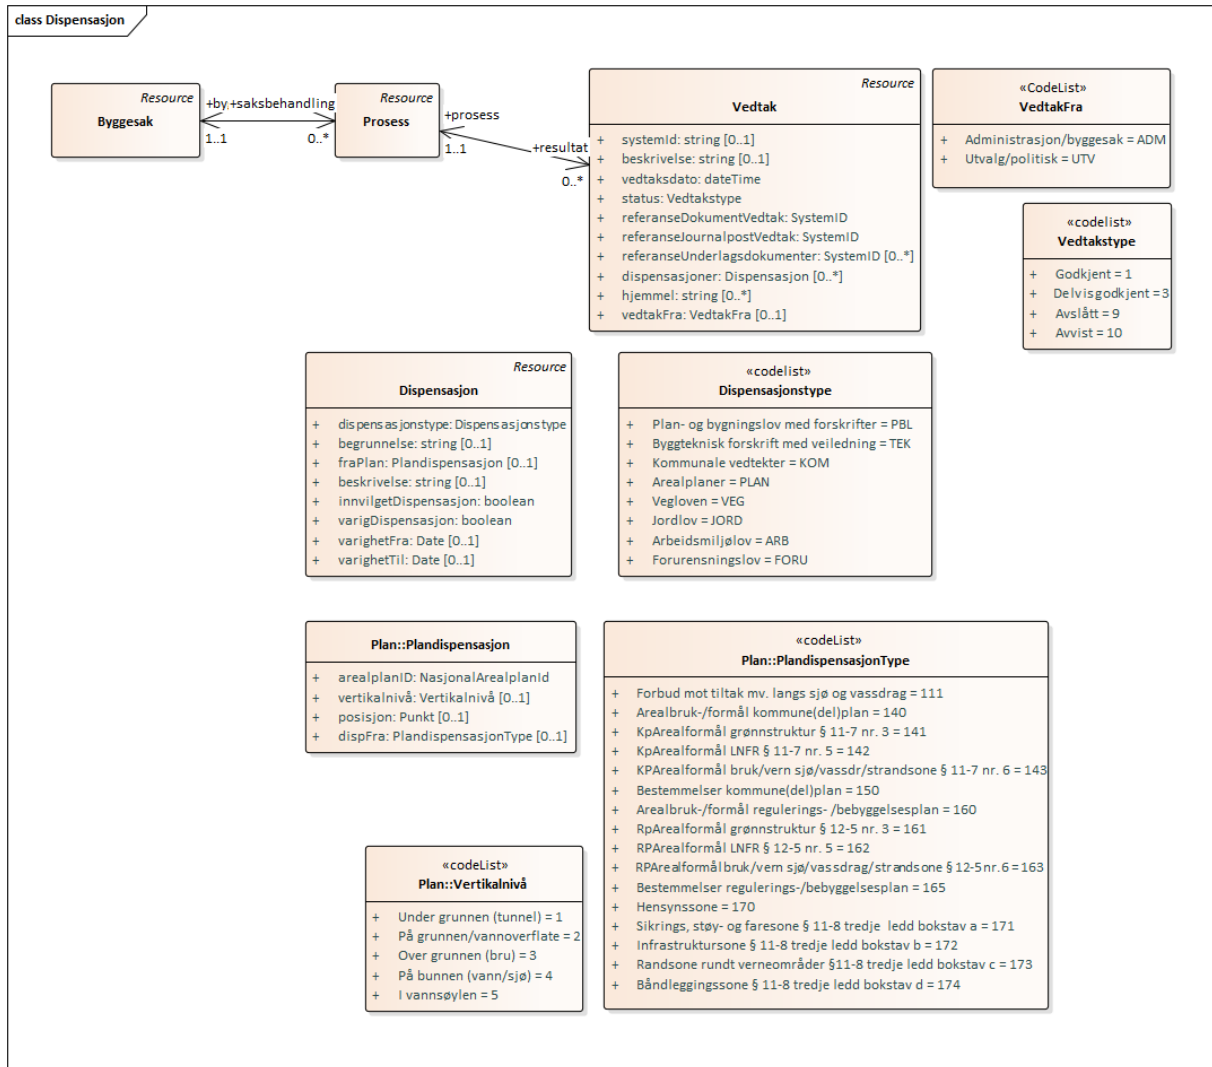 class Dispensasjon
Resource
Byggesak
+by.+saksbehandling
1..1
0..*
Resource
Prosess
+prosess
1..1
+resultat
0..*
Resource
Vedtak
+ systemId: string [0..1]
+ beskrivelse: string [0..1]
+ vedtaksdato: dateTime
+ status: Vedtakstype
+ referanseDokumentVedtak: SystemID
+ referanseJournalpostVedtak: SystemID
+ referanseUnderlagsdokumenter: SystemID [0..*]
+ dispensasjoner: Dispensasjon [0..*]
+ hjemmel: string [0..*]
+ vedtakFra: VedtakFra [0..1]
«CodeList»
VedtakFra
+ Administrasjon/byggesak = ADM
+ Utvalg/politisk = UTV
«codelist»
Vedtakstype
+ Godkjent = 1
+ Delvisgodkjent = 3
+ Avslått = 9
+ Avvist = 10
Resource
Dispensasjon
+ dispensasjonstype: Dispensasjonstype
+ begrunnelse: string [0..1]
+ fraPlan: Plandispensasjon [0..1]
+ beskrivelse: string [0..1]
+ innvilgetDispensasjon: boolean
+ varigDispensasjon: boolean
+ varighetFra: Date [0..1]
+ varighetTil: Date [0..1]
«codelist»
Dispensasjonstype
+ Plan- og bygningslov med forskrifter = PBL
+ Byggteknisk forskrift med veiledning = TEK
+ Kommunale vedtekter = KOM
+ Arealplaner = PLAN
+ Vegloven = VEG
+ Jordlov = JORD
+ Arbeidsmiljølov = ARB
+ Forurensningslov = FORU
Plan::Plandispensasjon
+ arealplanID: NasjonalArealplanId
+ vertikalnivå: Vertikalnivå [0..1]
+ posisjon: Punkt [0..1]
+ dispFra: PlandispensasjonType [0..1]
«codeList»
Plan::PlandispensasjonType
+ Forbud mot tiltak mv. langs sjø og vassdrag = 111
+ Arealbruk-/formål kommune(del)plan = 140
+ KpArealformål grønnstruktur § 11-7 nr. 3 = 141
+ KpArealformål LNFR § 11-7 nr. 5 = 142
+ KPArealformål bruk/vern sjø/vassdr/strandsone § 11-7 nr. 6 = 143
+ Bestemmelser kommune(del)plan = 150
+ Arealbruk-/formål regulerings- /bebyggelsesplan = 160
+ RpArealformål grønnstruktur § 12-5 nr. 3 = 161
+ RPArealformål LNFR § 12-5 nr. 5 = 162
+ RPArealformål bruk/vern sjø/vassdrag/strandsone § 12-5 nr. 6 = 163
+ Bestemmelser regulerings-/bebyggelsesplan = 165
+ Hensynssone = 170
+ Sikrings, støy- og faresone § 11-8 tredje ledd bokstav a = 171
+ Infrastruktursone § 11-8 tredje ledd bokstav b = 172
+ Randsone rundt verneområder §11-8 tredje ledd bokstav c = 173
+ Båndleggingssone § 11-8 tredje ledd bokstav d = 174
«codeList»
Plan::Vertikalnivå
+ Under grunnen (tunnel) = 1
+ På grunnen/vannoverflate = 2
+ Over grunnen (bru) = 3
+ På bunnen (vann/sjø) = 4
+ I vannsøylen = 5